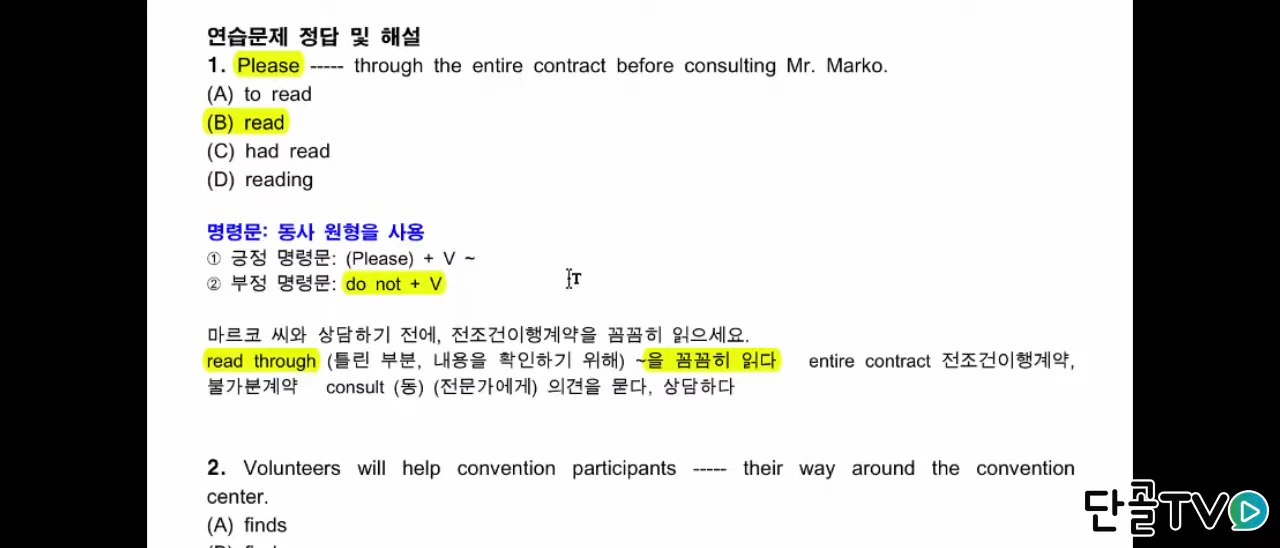 연습문제 정답 및 해설
1. Please ----- through the entire contract before consulting Mr. Marko.
(A) to read
(B) read
(C) had read
(D) reading
명령문: 동사 원형을 사용
① 긍정 명령문: (Please) + V ~
② 부정 명령문: do not + V
마르코 씨와 상담하기 전에, 전조건이행계약을 꼼꼼히 읽으세요.
read through (틀린 부분, 내용을 확인하기 위해) ~을 꼼꼼히 읽다 entire contract 전조건이행계약,
불가분계약 consult (동) (전문가에게) 의견을 묻다, 상담하다
2. Volunteers will help convention participants ----- their way around the convention
center.
(A) finds
단골TV